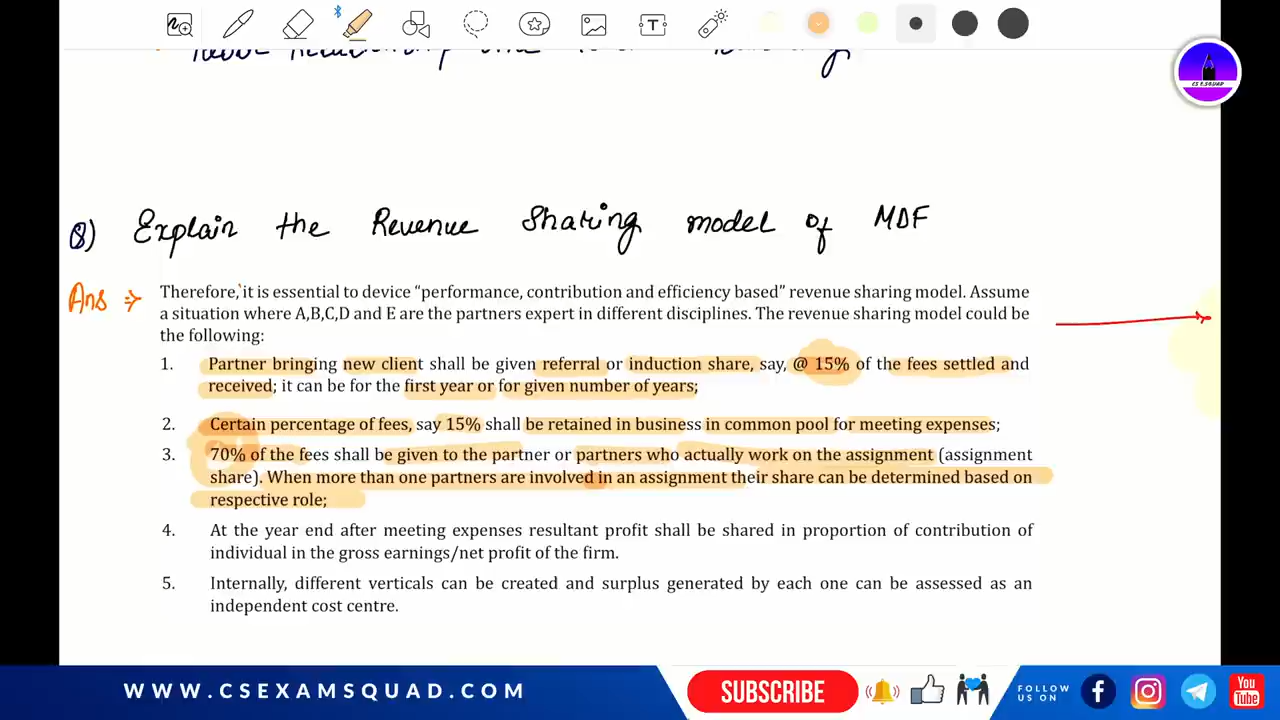 CS E.SQUAD
Q) Explain the Revenue Sharing model of MDF
Ans ⇒ Therefore, it is essential to device “performance, contribution and efficiency based” revenue sharing model. Assume
a situation where A,B,C,D and E are the partners expert in different disciplines. The revenue sharing model could be
the following:
1. Partner bringing new client shall be given referral or induction share, say, @ 15% of the fees settled and
received; it can be for the first year or for given number of years;
2. Certain percentage of fees, say 15% shall be retained in business in common pool for meeting expenses;
3. 70% of the fees shall be given to the partner or partners who actually work on the assignment (assignment
share). When more than one partners are involved in an assignment their share can be determined based on
respective role;
4. At the year end after meeting expenses resultant profit shall be shared in proportion of contribution of
individual in the gross earnings/net profit of the firm.
5. Internally, different verticals can be created and surplus generated by each one can be assessed as an
independent cost centre.
WWW.CSEXAMSQUAD.COM
SUBSCRIBE
FOLLOW
US ON
You
Tube